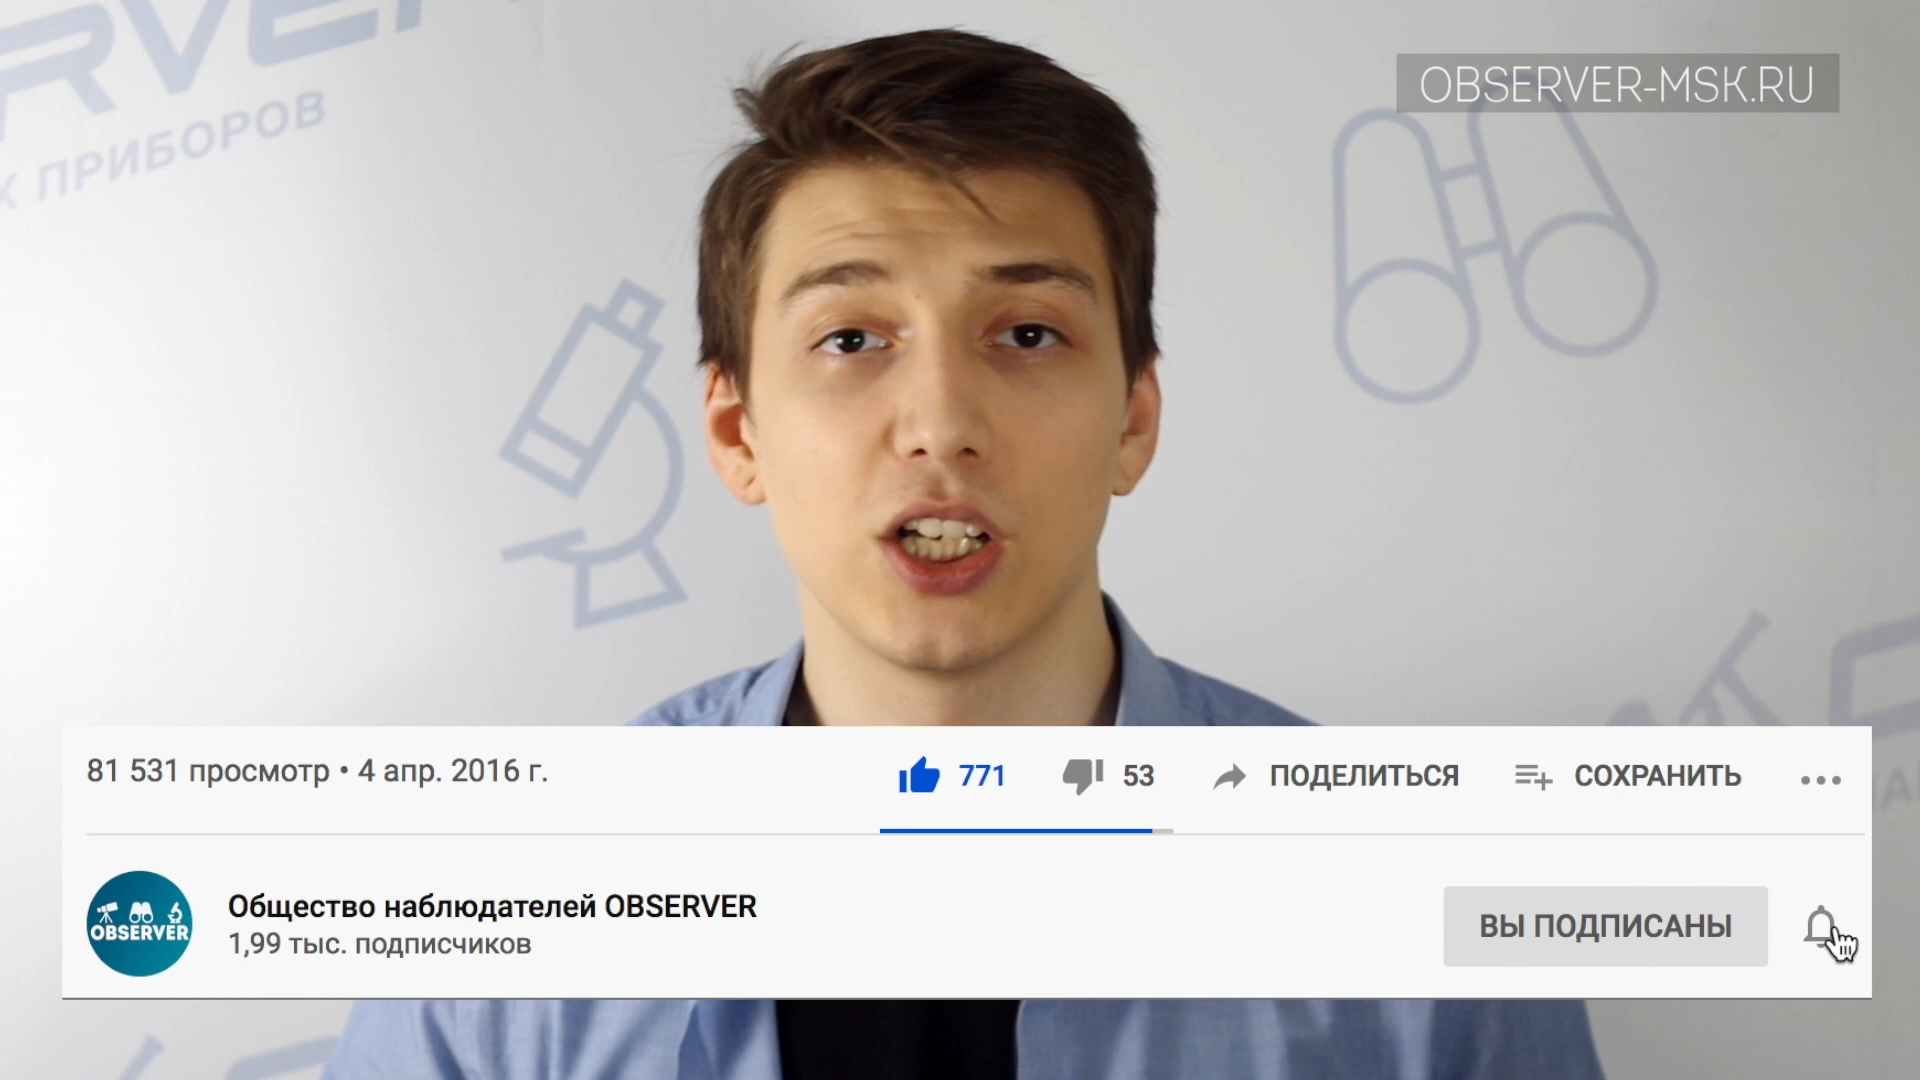 OBSERVER-MSK.RU
RVER
Х ПРИБОРОВ
81 531 просмотр • 4 апр. 2016 г.
771
53
ПОДЕЛИТЬСЯ
СОХРАНИТЬ
Общество наблюдателей OBSERVER
1,99 тыс. подписчиков
OBSERVER
ВЫ ПОДПИСАНЫ